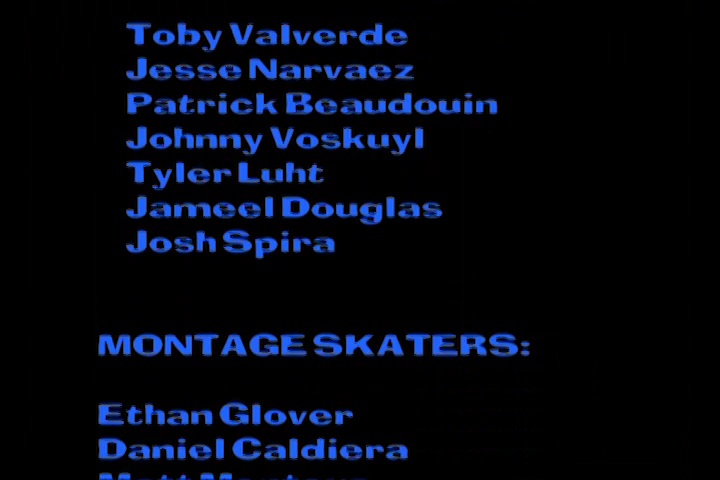 Toby Valverde
Jesse Narvaez
Patrick Beaudouin
Johnny Voskuyl
Tyler Luht
Jameel Douglas
Josh Spira
MONTAGE SKATERS:
Ethan Glover
Daniel Caldiera